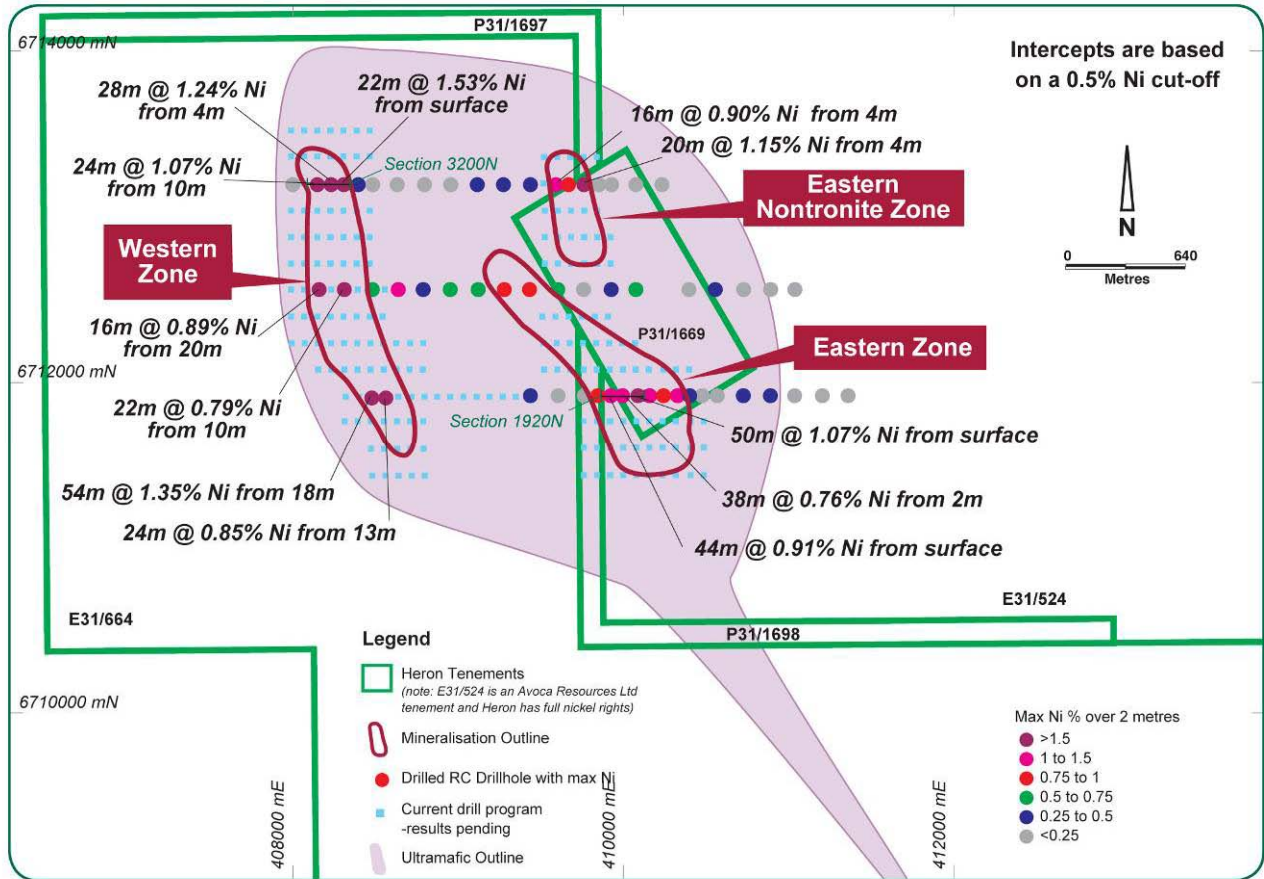 P31/1697
6714000 mN
Intercepts are based
on a 0.5% Ni cut-off
28m @ 1.24% Ni
from 4m
22m @ 1.53% Ni
from surface
16m @ 0.90% Ni from 4m
20m @ 1.15% Ni from 4m
24m @ 1.07% Ni
from 10m
Section 3200N
Eastern
Nontronite Zone
N
0 640
Metres
Western
Zone
16m @ 0.89% Ni
from 20m
P31/1669
Eastern Zone
6712000 mN
22m @ 0.79% Ni
from 10m
Section 1920N
50m @ 1.07% Ni from surface
54m @ 1.35% Ni from 18m
38m @ 0.76% Ni from 2m
24m @ 0.85% Ni from 13m
44m @ 0.91% Ni from surface
E31/664
E31/524
P31/1698
Legend
Heron Tenements
(note: E31/524 is an Avoca Resources Ltd
tenement and Heron has full nickel rights)
Mineralisation Outline
Drilled RC Drillhole with max Ni
Current drill program
-results pending
Ultramafic Outline
6710000 mN
408000 mE
410000 mE
412000 mE
Max Ni % over 2 metres
>1.5
1 to 1.5
0.75 to 1
0.5 to 0.75
0.25 to 0.5
<0.25